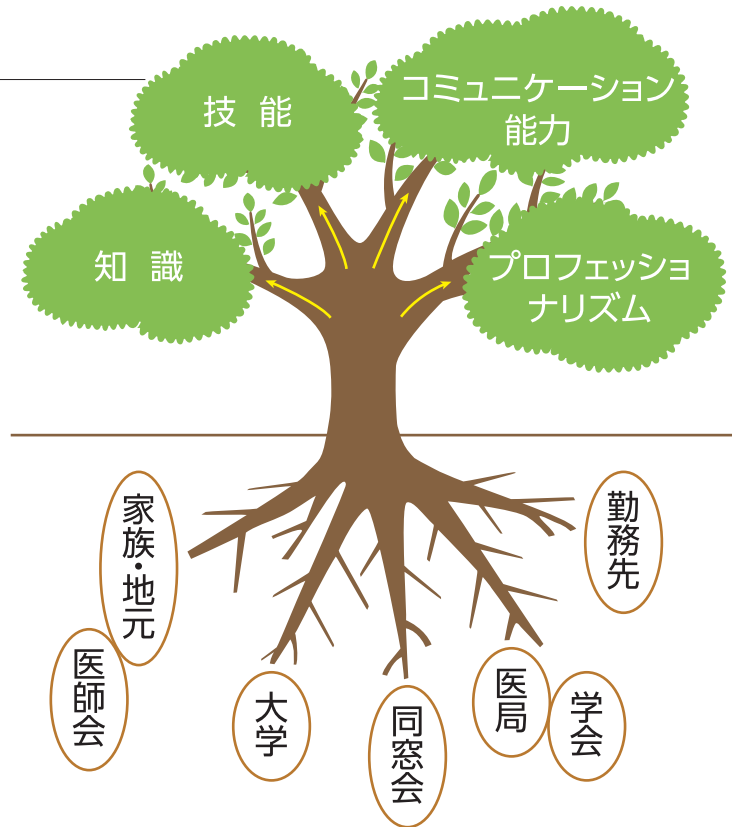 技 能
コミュニケーション
能力
知 識
プロフェッショ
ナリズム
家族・地元
医師会
大学
同窓会
医局
学会
勤務先